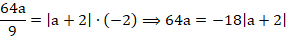 64a/9 = |a + 2| · (−2) ⟹ 64a = −18|a + 2|